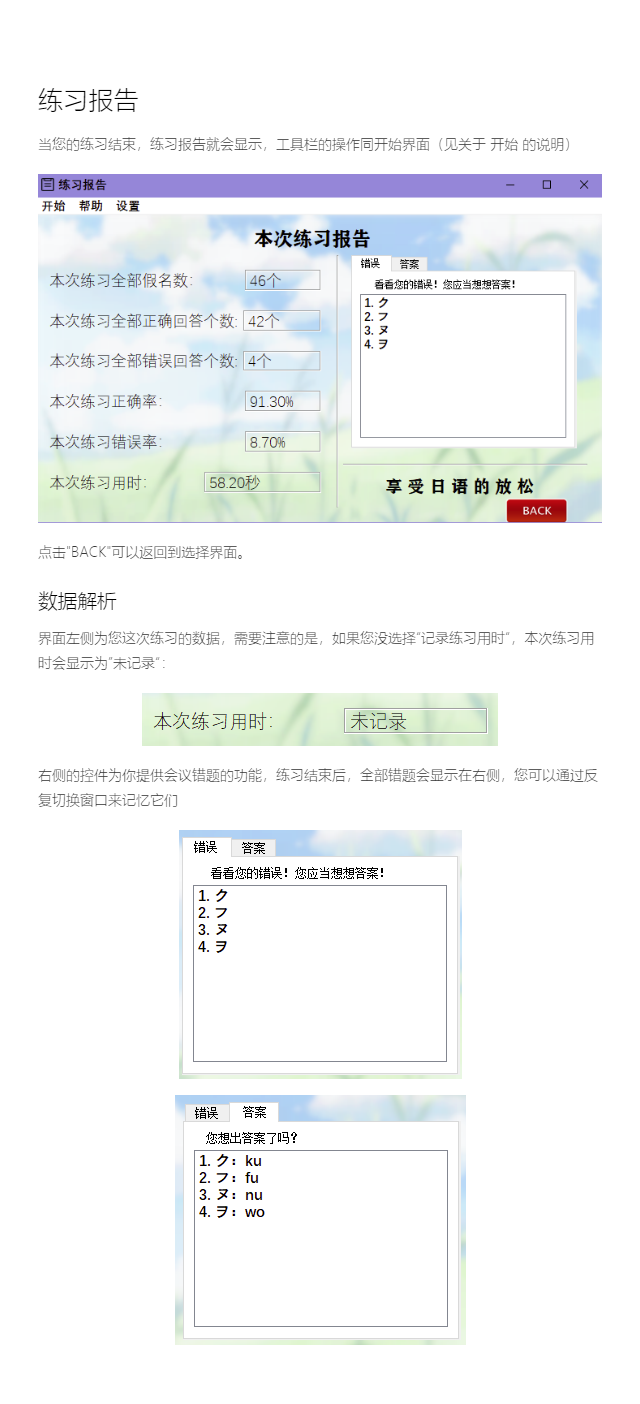 练习报告
当您的练习结束，练习报告就会显示，工具栏的操作同开始界面（见关于 开始 的说明）
练习报告
开始 帮助 设置
本次练习报告
本次练习全部假名数: 46个
本次练习全部正确回答个数: 42个
本次练习全部错误回答个数: 4个
本次练习正确率: 91.30%
本次练习错误率: 8.70%
本次练习用时: 58.20秒
错误 答案
看看您的错误！您应当想想答案！
1. ク
2. フ
3. ヌ
4. ヲ
享受日语的放松
BACK
点击"BACK"可以返回到选择界面。
数据解析
界面左侧为您这次练习的数据，需要注意的是，如果您没选择"记录练习用时"，本次练习用
时会显示为"未记录"：
本次练习用时: 未记录
右侧的控件为你提供会议错题的功能，练习结束后，全部错题会显示在右侧，您可以通过反
复切换窗口来记忆它们
错误 答案
看看您的错误！您应当想想答案！
1. ク
2. フ
3. ヌ
4. ヲ
错误 答案
您想出答案了吗？
1. ク：ku
2. フ：fu
3. ヌ：nu
4. ヲ：wo